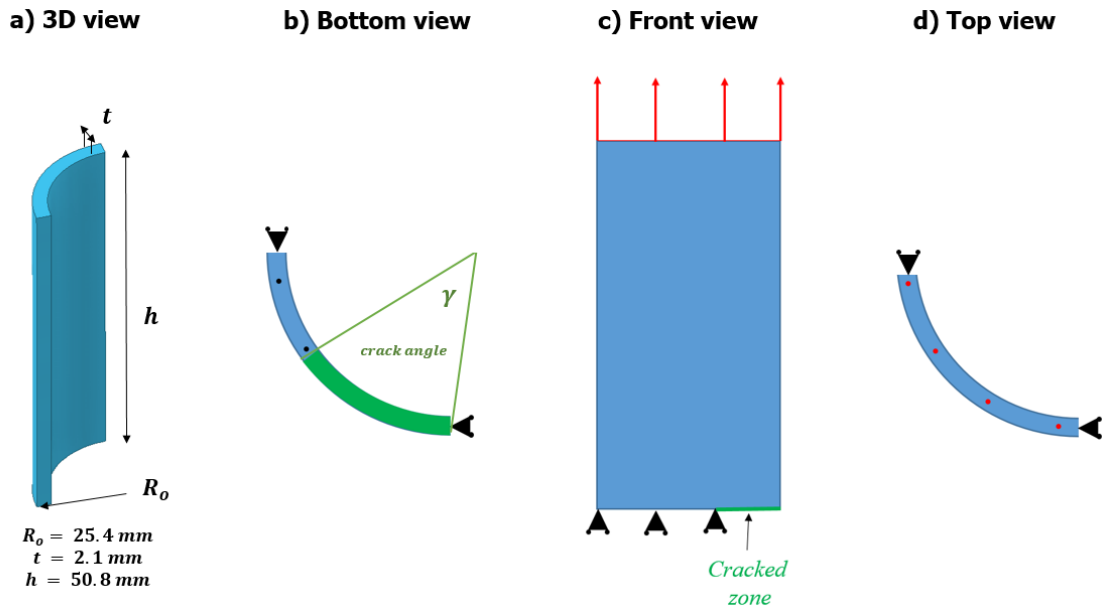 a) 3D view
b) Bottom view
c) Front view
d) Top view
t
h
R_o
R_o = 25.4 mm
t = 2.1 mm
h = 50.8 mm
γ
crack angle
Cracked
zone